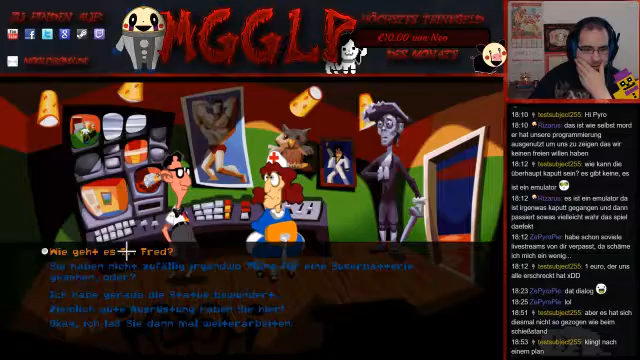 ZU FINDEN AUF:
MGGLP
HÖCHSTES TRINKGELD
€10.00 von Neo
DES MONATS
Wie geht es Fred?
Sie haben nicht zufällig irgendwo Pläne für eine Superbatterie
gesehen, oder?
Ich habe gerade die Statue bewundert.
Ziemlich gute Ausrüstung haben Sie hier!
Okay, ich laß Sie dann mal weiterarbeiten.
18:10 testsubject255: Hi Pyro
18:10 Rizarus: das ist wie selbst mord
er hat unsere programmierung
ausgenutzt um uns zu zeigen das wir
keinen freien willen haben
18:12 testsubject255: wie kann die
überhaupt kaputt sein? es gibt keine, es
ist ein emulator
18:12 Rizarus: ein emulator da ist
was irgenwas kaputt gegangen und dann
passiert sowas vielleicht wahr das spiel
daefekt
18:12 ZePyroPie: habe schon soviele
livestreams von dir verpasst, da schäme
ich mich ein wenig...
18:12 testsubject255: 1 euro, der uns
alle erschreckt hat xDD
18:23 ZePyroPie: dat dialog
18:25 ZePyroPie: lol
18:51 testsubject255: aber es hat sich
diesmal nicht so gezogen wie beim
schießstand
18:53 testsubject255: klingt nach
einem plan